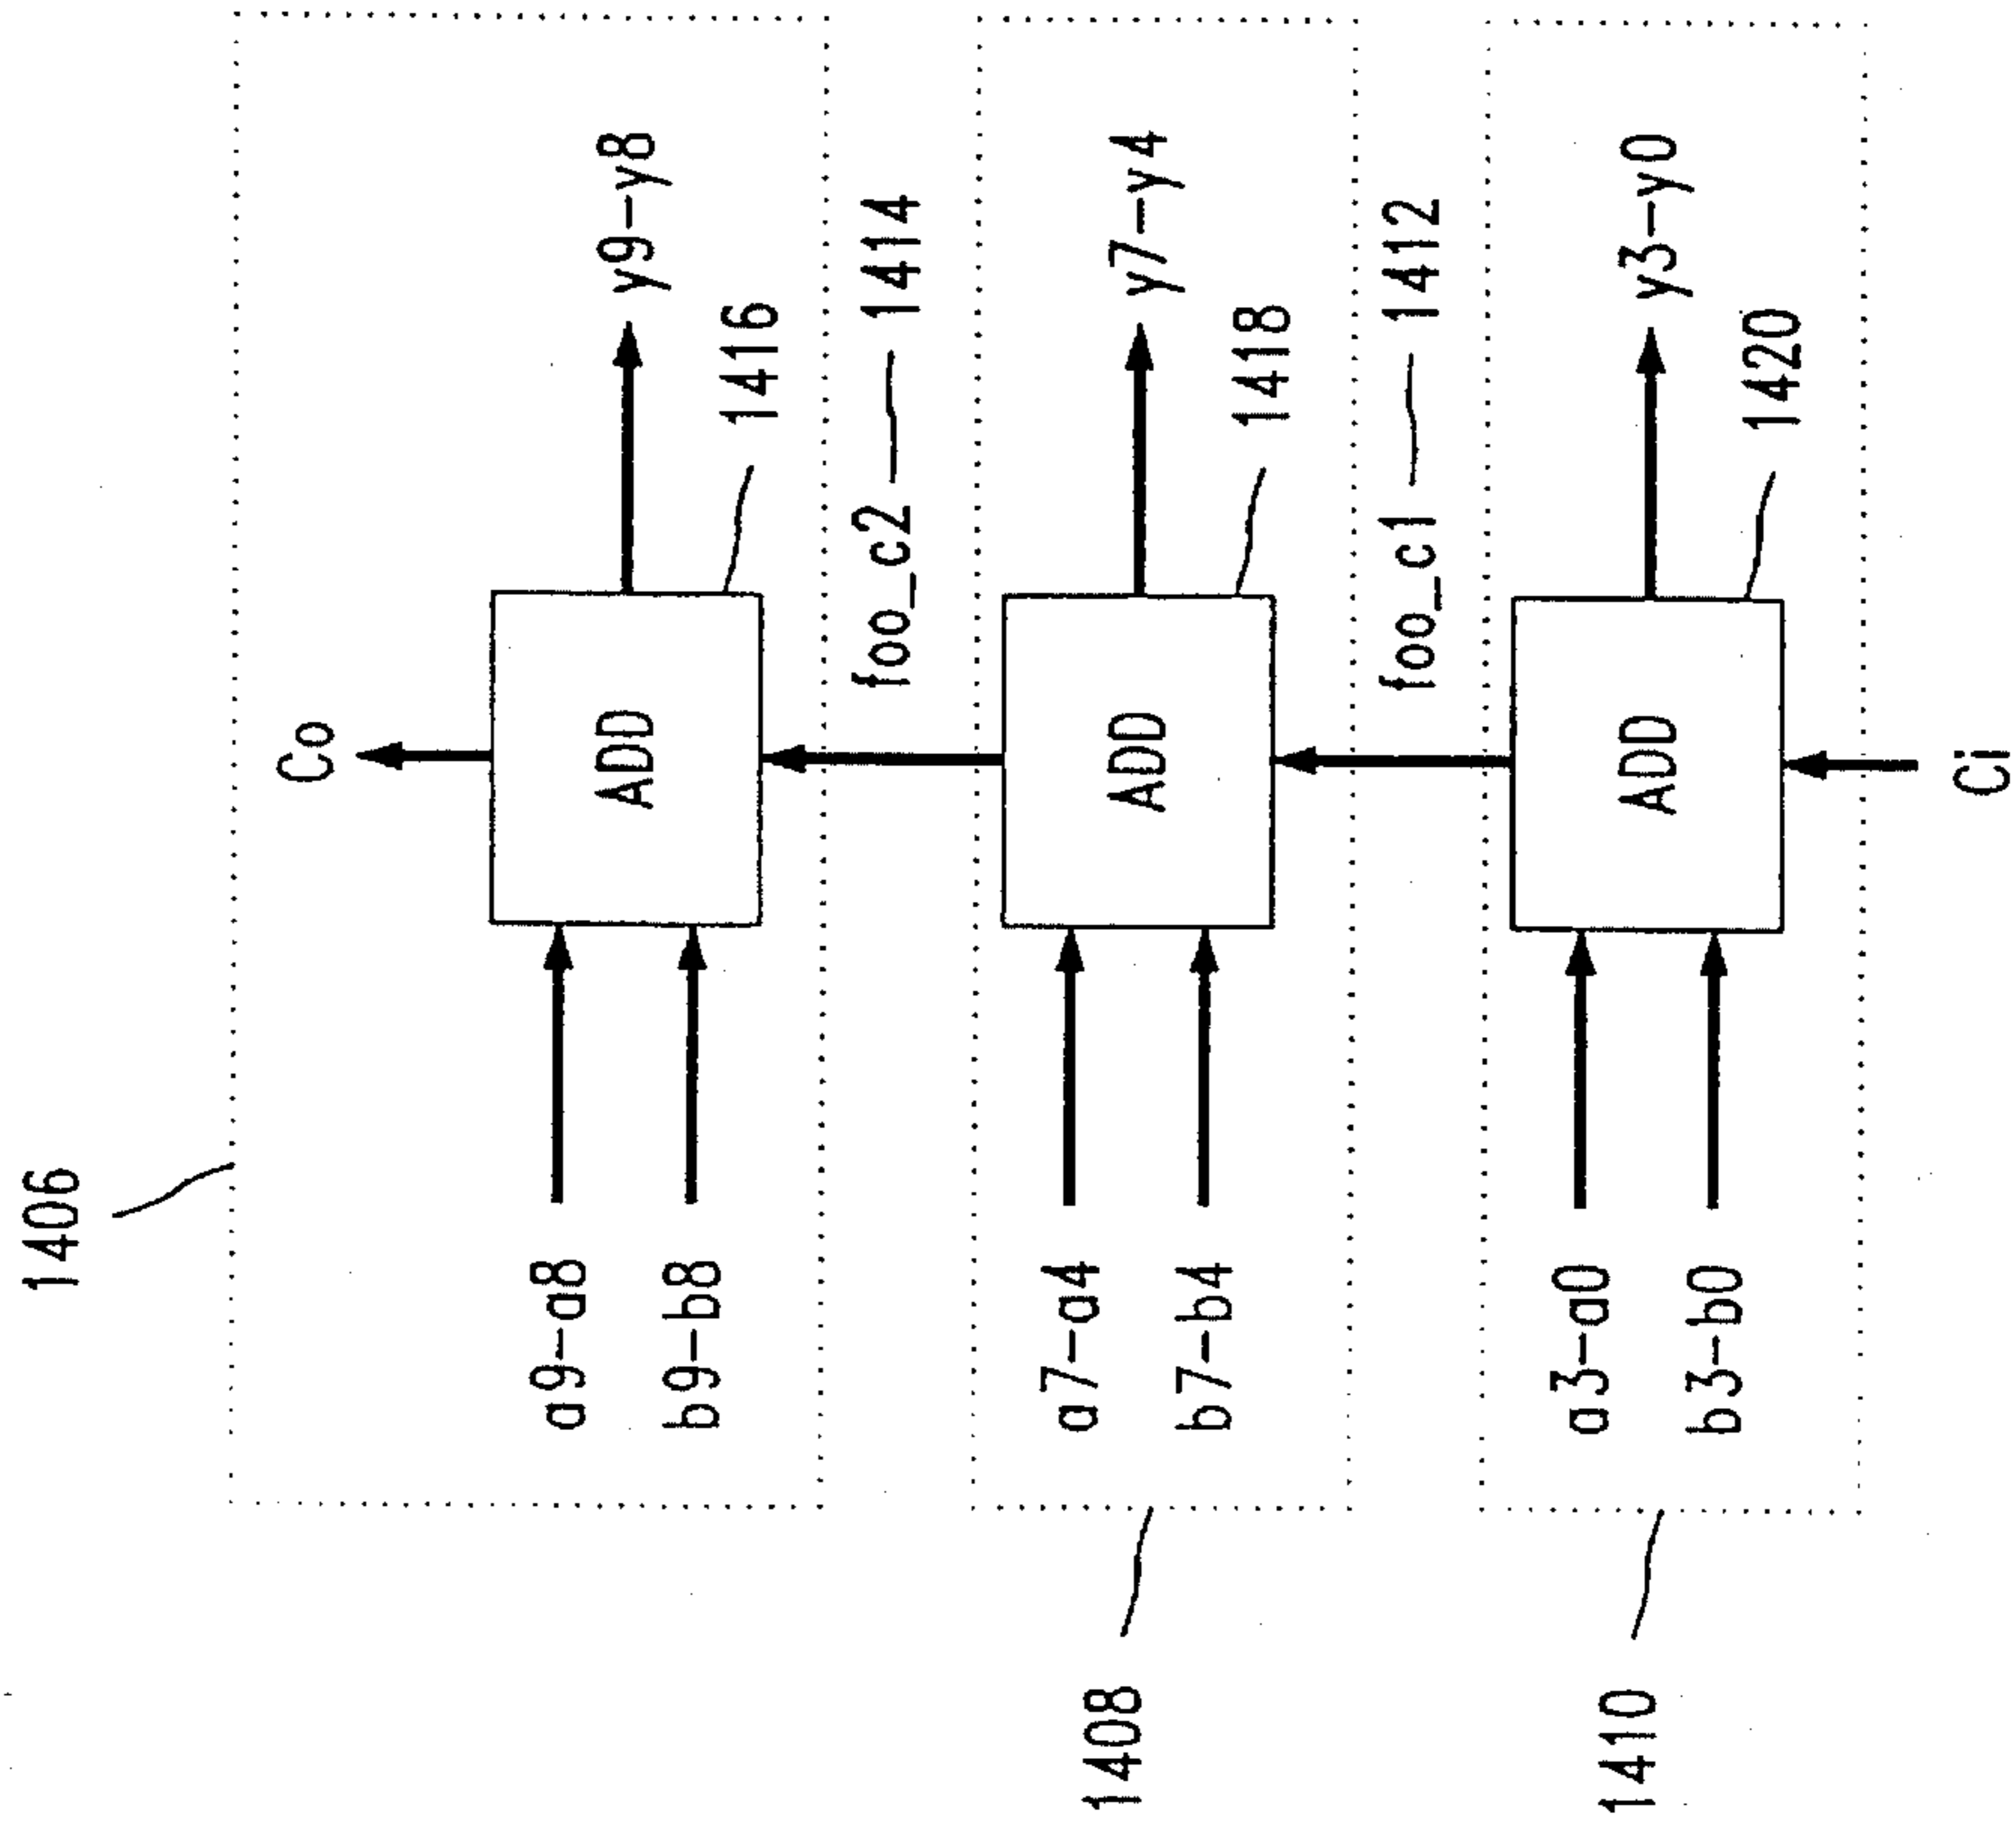 1406
Co
a9-a8
b9-b8
ADD
y9-y8
1416
foo_c2
1414
1408
a7-a4
b7-b4
ADD
y7-y4
1418
foo_c1
1412
1410
a3-a0
b3-b0
ADD
y3-y0
1420
Ci